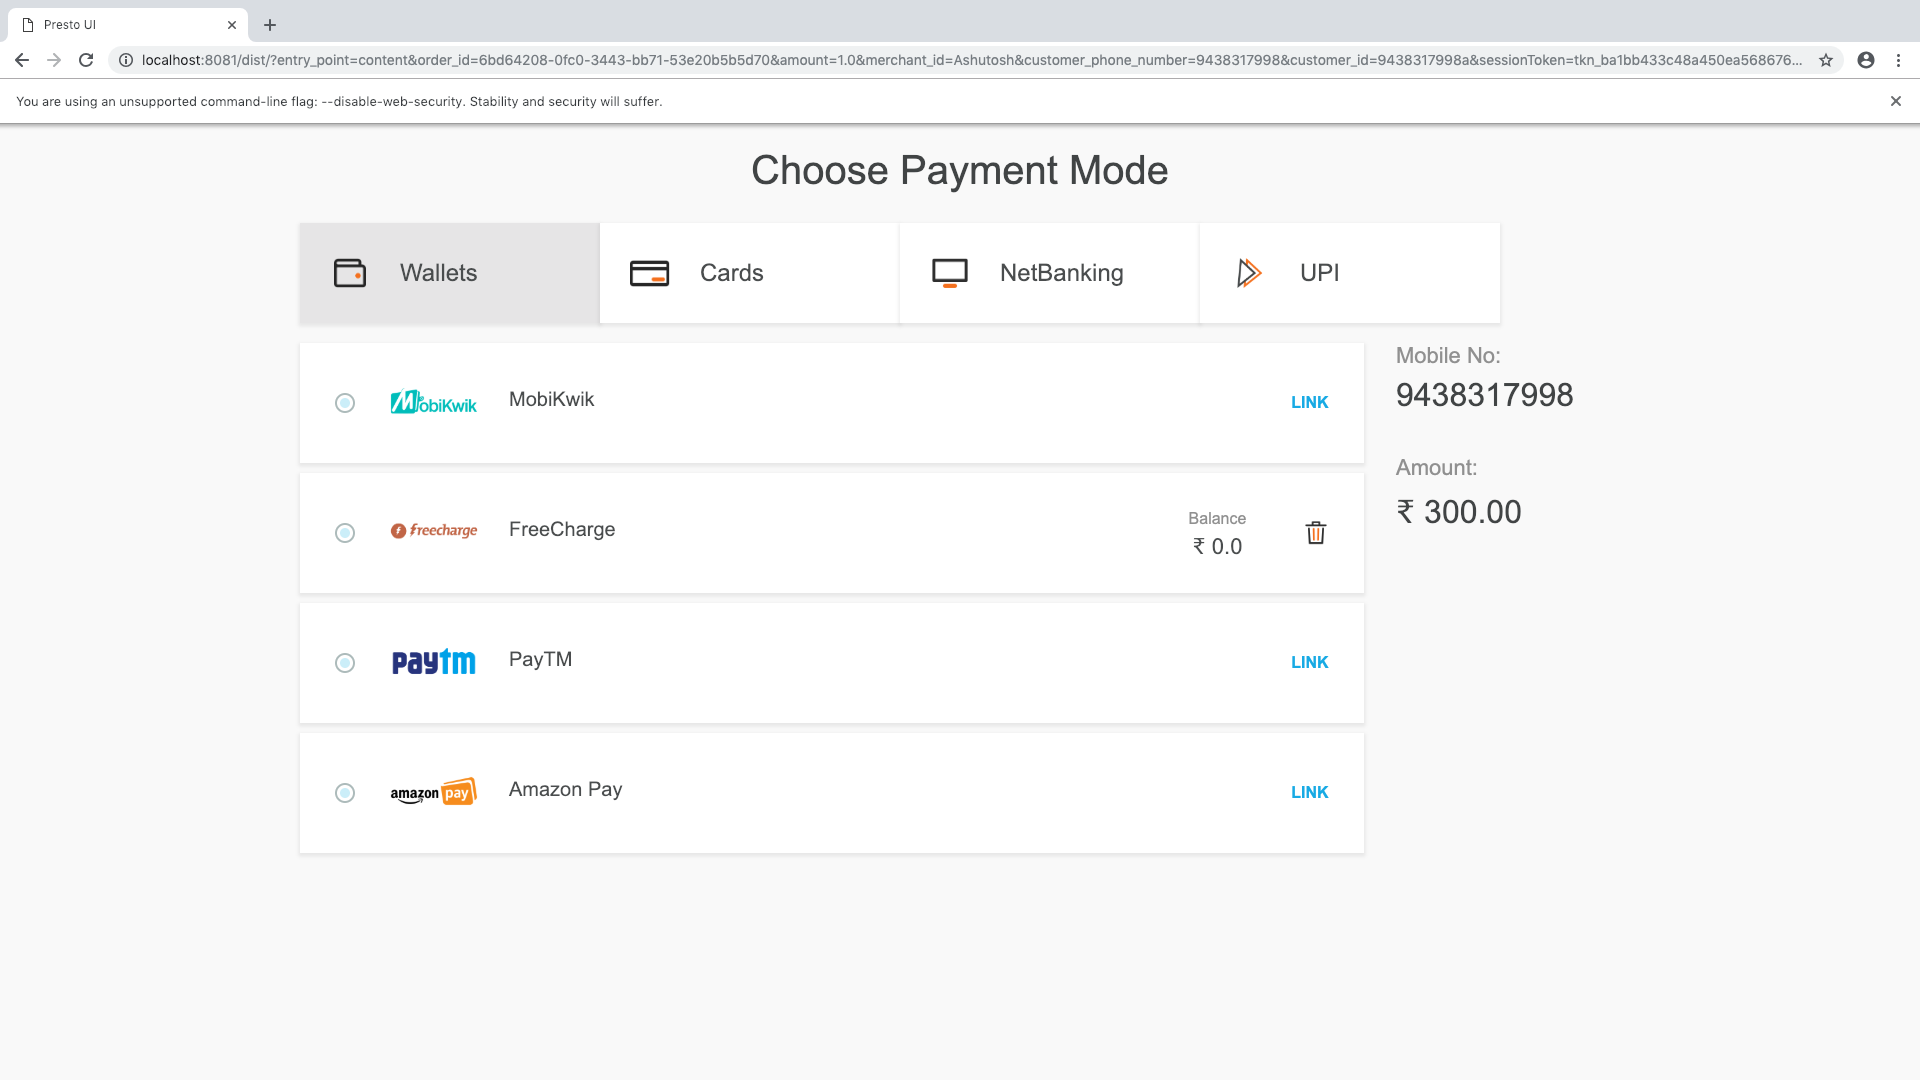 Presto UI
localhost:8081/dist/?entry_point=content&order_id=6bd64208-0fc0-3443-bb71-53e20b5b5d70&amount=1.0&merchant_id=Ashutosh&customer_phone_number=9438317998&customer_id=9438317998a&sessionToken=tkn_ba1bb433c48a450ea568676...
You are using an unsupported command-line flag: --disable-web-security. Stability and security will suffer.
Choose Payment Mode
Wallets
Cards
NetBanking
UPI
MobiKwik
MobiKwik
LINK
freecharge
FreeCharge
Balance
₹ 0.0
paytm
PayTM
LINK
amazon pay
Amazon Pay
LINK
Mobile No:
9438317998
Amount:
₹ 300.00